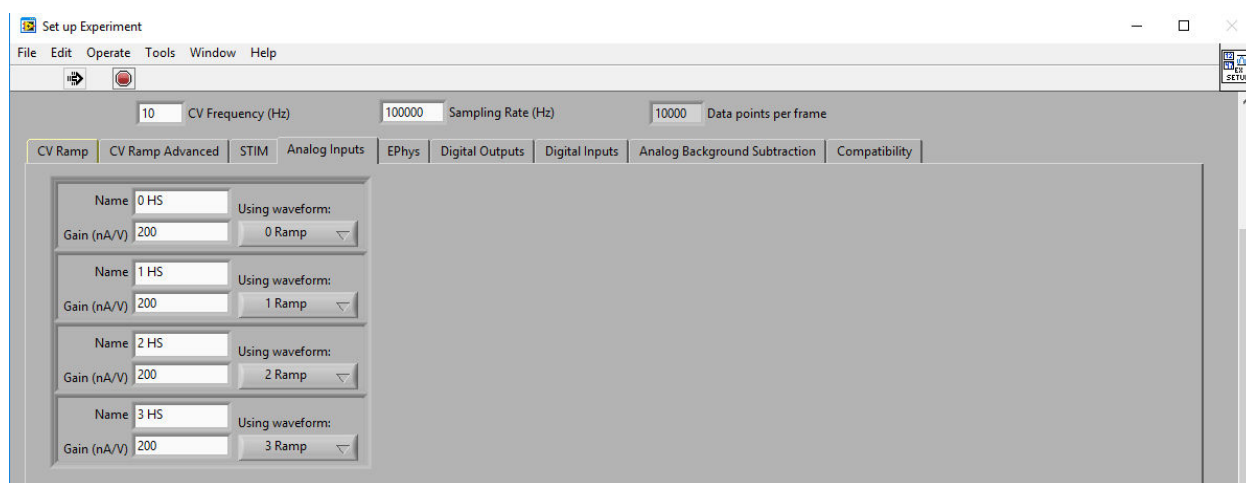 Set up Experiment
File Edit Operate Tools Window Help
EX
SETUP
10 CV Frequency (Hz) 100000 Sampling Rate (Hz) 10000 Data points per frame
CV Ramp CV Ramp Advanced STIM Analog Inputs EPhys Digital Outputs Digital Inputs Analog Background Subtraction Compatibility
Name 0 HS Using waveform:
Gain (nA/V) 200 0 Ramp
Name 1 HS Using waveform:
Gain (nA/V) 200 1 Ramp
Name 2 HS Using waveform:
Gain (nA/V) 200 2 Ramp
Name 3 HS Using waveform:
Gain (nA/V) 200 3 Ramp